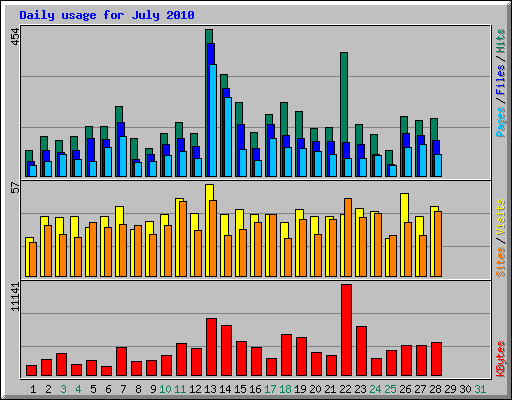 Daily usage for July 2010
454
Pages / Files / Hits
57
Sites / Visits
11141
KBytes
1 2 3 4 5 6 7 8 9 10 11 12 13 14 15 16 17 18 19 20 21 22 23 24 25 26 27 28 29 30 31